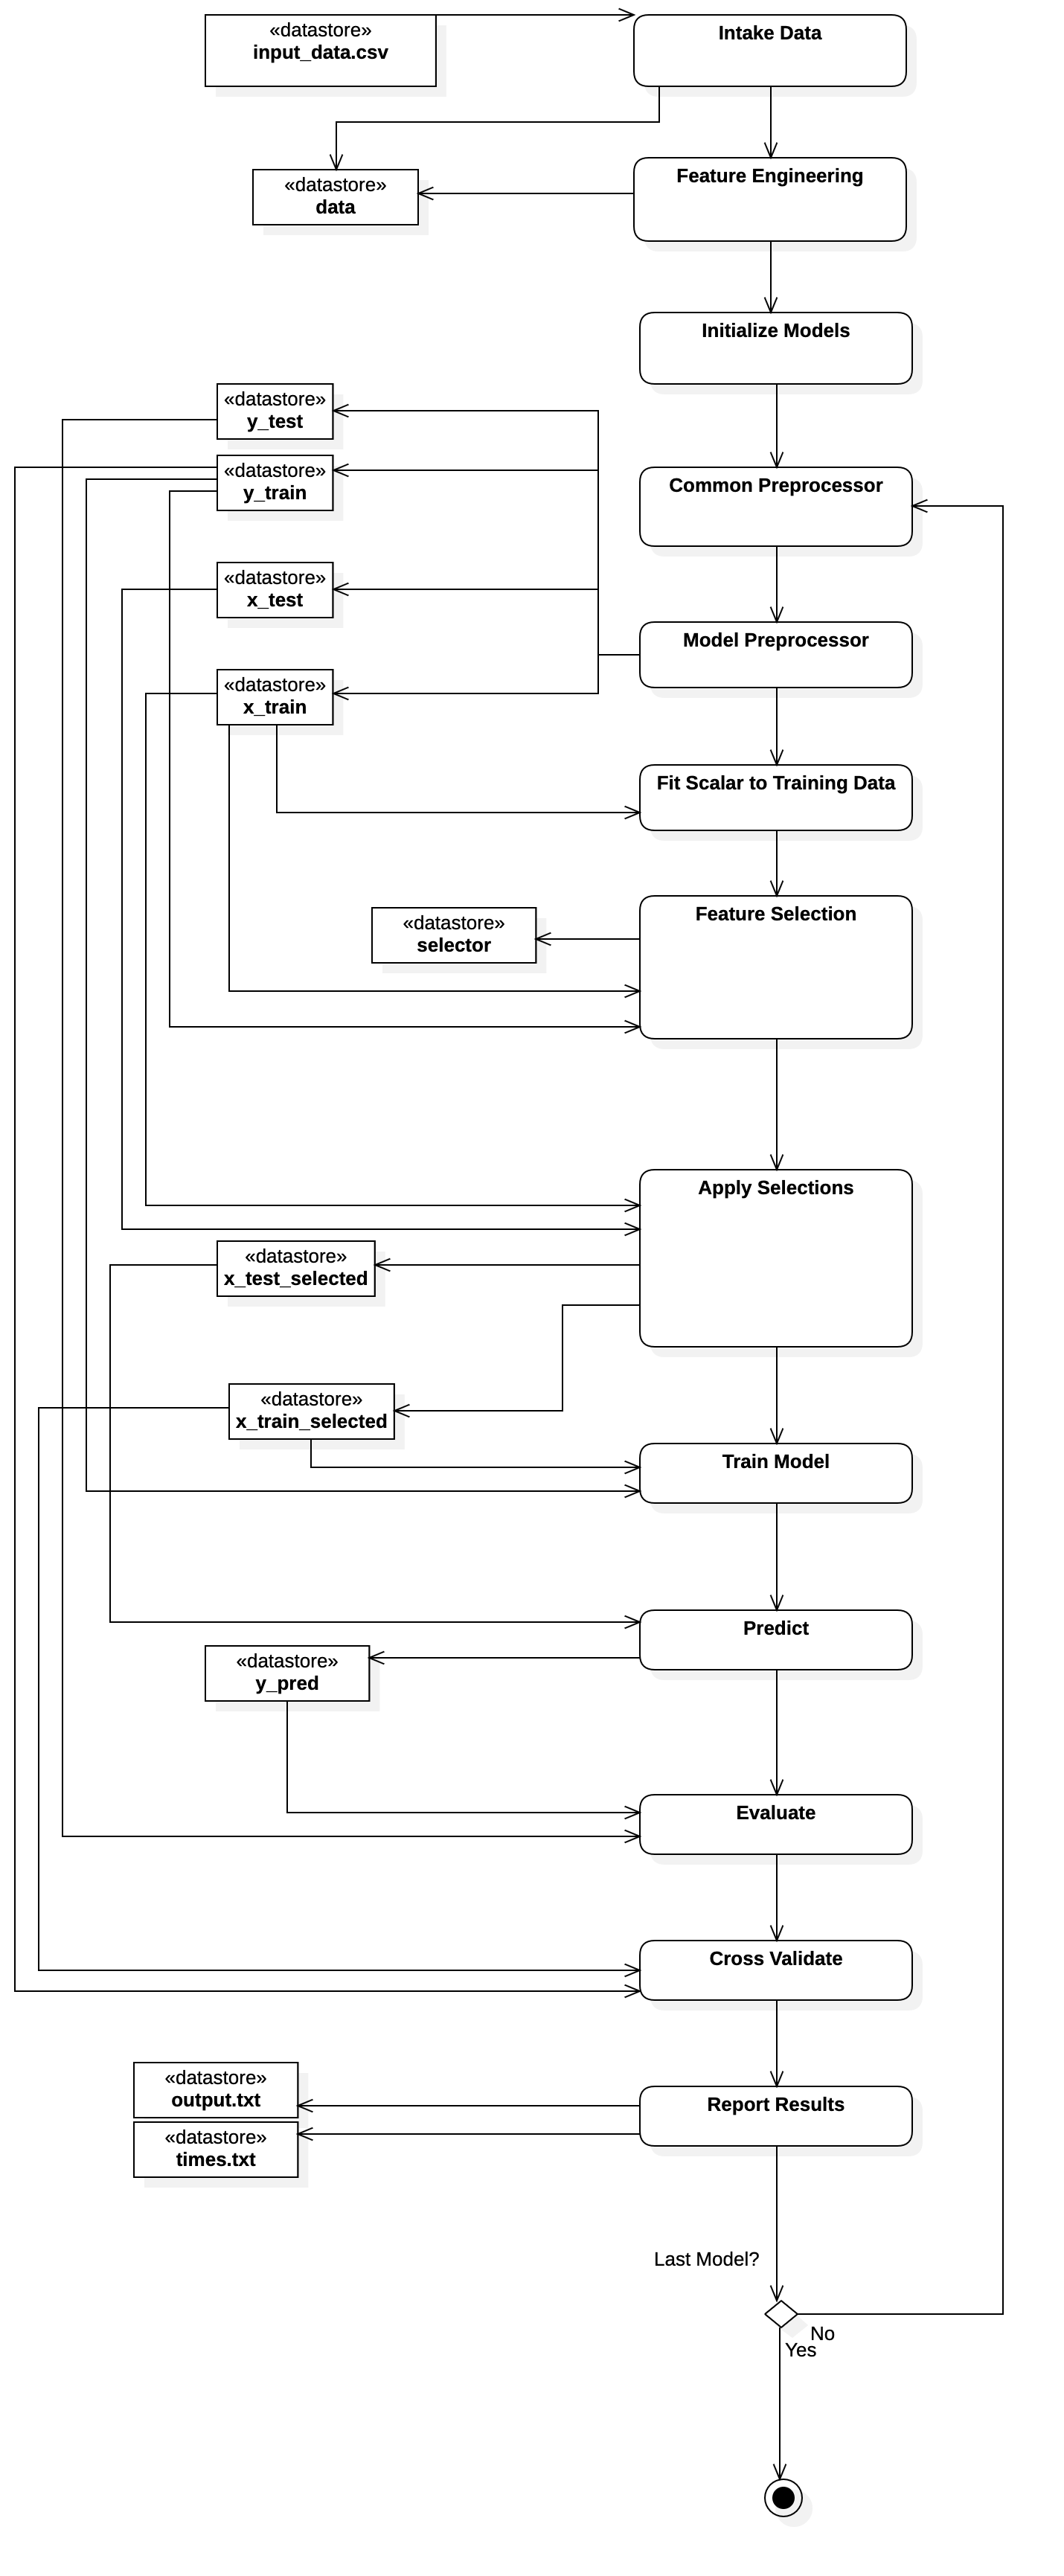 «datastore»
input_data.csv
Intake Data
«datastore»
data
Feature Engineering
Initialize Models
«datastore»
y_test
«datastore»
y_train
Common Preprocessor
«datastore»
x_test
Model Preprocessor
«datastore»
x_train
Fit Scalar to Training Data
«datastore»
selector
Feature Selection
Apply Selections
«datastore»
x_test_selected
«datastore»
x_train_selected
Train Model
Predict
«datastore»
y_pred
Evaluate
Cross Validate
«datastore»
output.txt
Report Results
«datastore»
times.txt
Last Model?
No
Yes